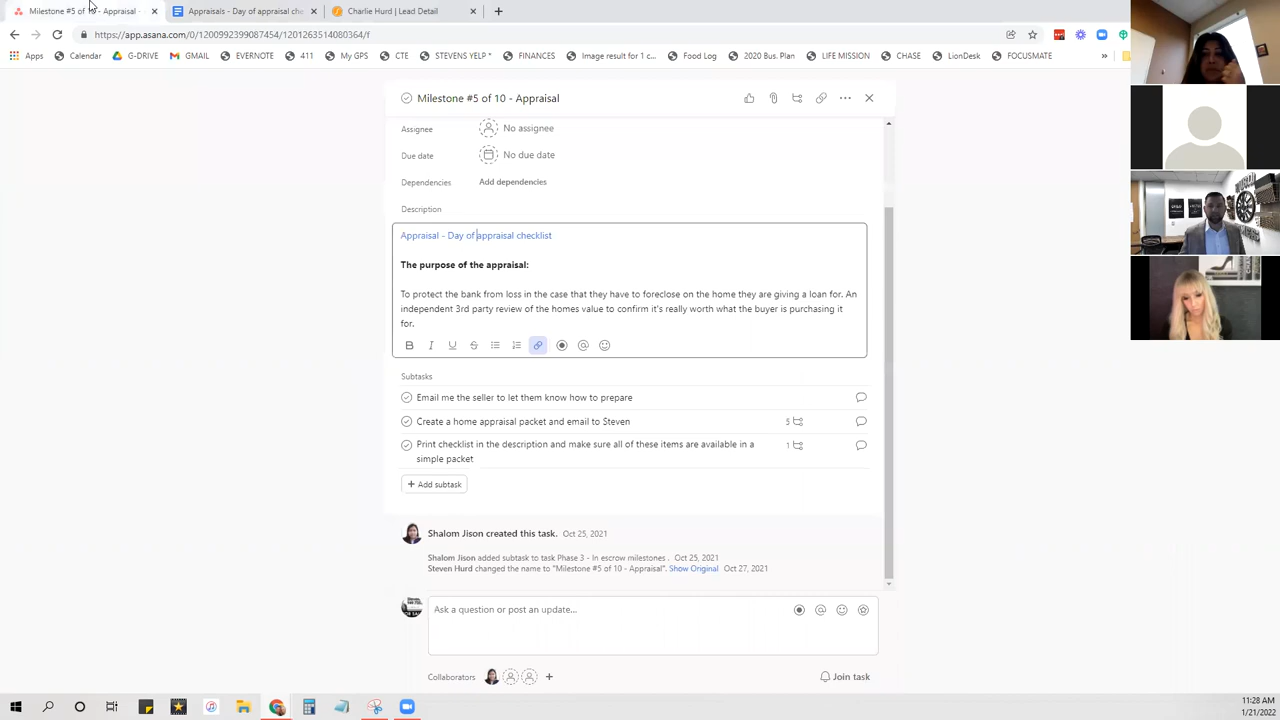 Milestone #5 of 10 - Appraisal -
Appraisals - Day of appraisal che
Charlie Hurd | Lead Detail
https://app.asana.com/0/1200992399087454/1201263514080364/f
Apps
Calendar
G-DRIVE
GMAIL
EVERNOTE
411
My GPS
CTE
STEVENS YELP *
FINANCES
Image result for 1 c...
Food Log
2020 Bus. Plan
LIFE MISSION
CHASE
LionDesk
FOCUSMATE
Milestone #5 of 10 - Appraisal
Assignee
No assignee
Due date
No due date
Dependencies
Add dependencies
Description
Appraisal - Day of appraisal checklist
The purpose of the appraisal:
To protect the bank from loss in the case that they have to foreclose on the home they are giving a loan for. An
independent 3rd party review of the homes value to confirm it's really worth what the buyer is purchasing it
for.
Subtasks
Email me the seller to let them know how to prepare
Create a home appraisal packet and email to Steven
5
Print checklist in the description and make sure all of these items are available in a
simple packet
1
+ Add subtask
Shalom Jison created this task. Oct 25, 2021
Shalom Jison added subtask to task Phase 3 - In escrow milestones . Oct 25, 2021
Steven Hurd changed the name to "Milestone #5 of 10 - Appraisal". Show Original Oct 27, 2021
Ask a question or post an update...
Collaborators
Join task
11:28 AM
1/21/2022